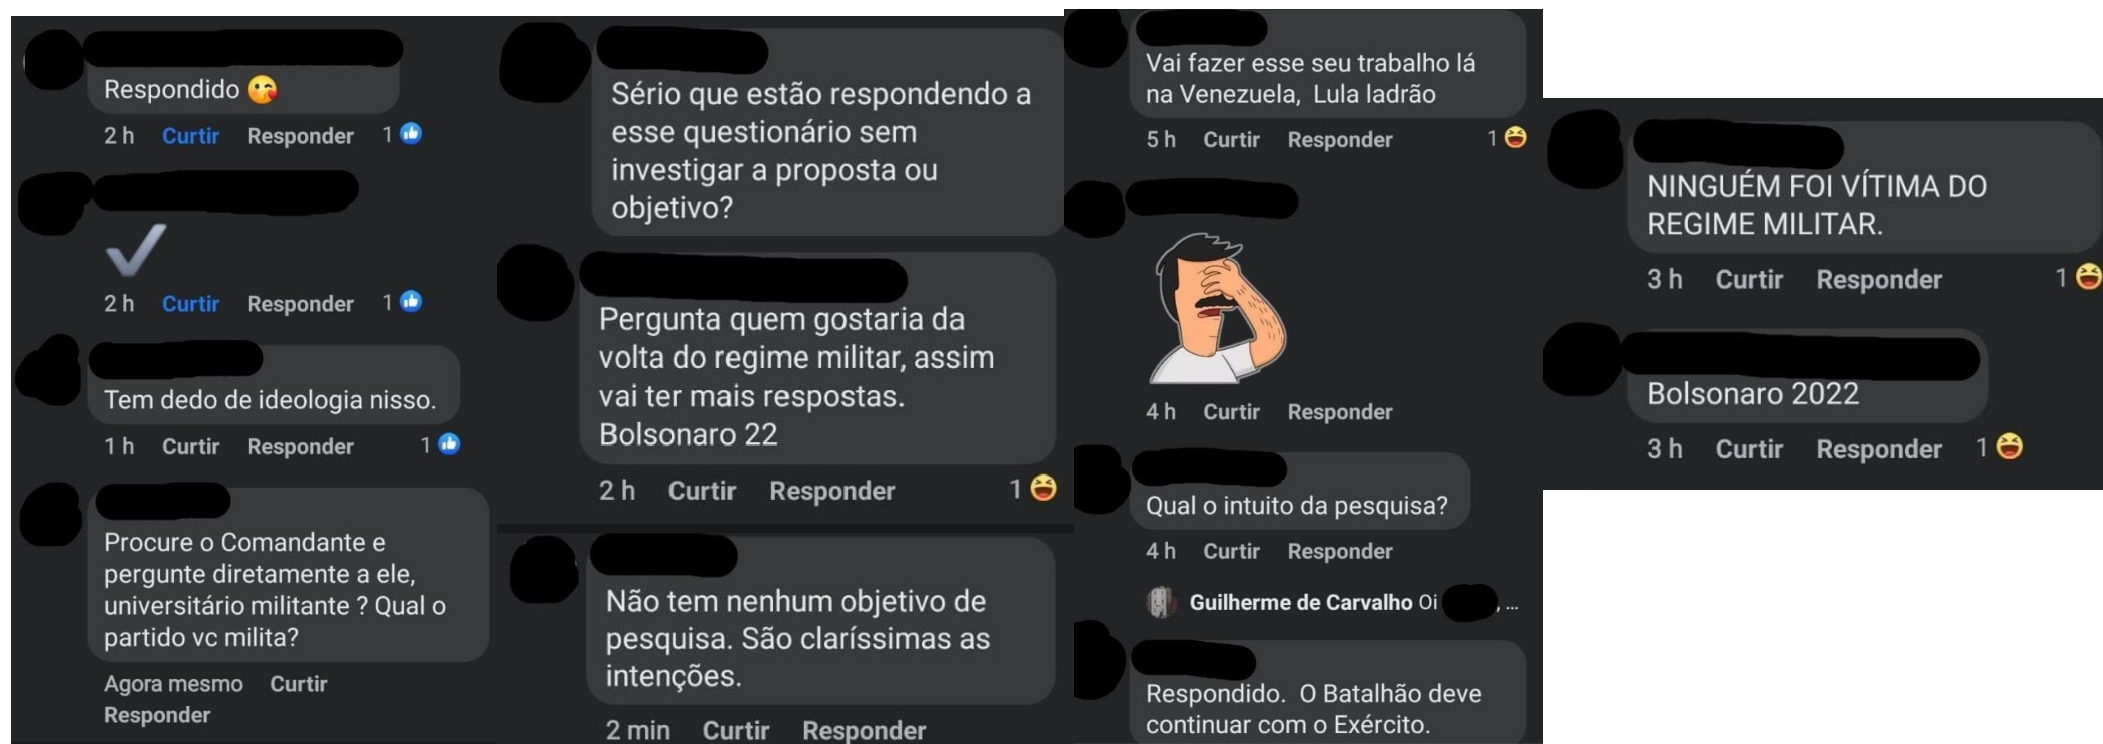 Respondido 😘
2 h Curtir Responder 1
✔
2 h Curtir Responder 1
Tem dedo de ideologia nisso.
1 h Curtir Responder 1
Procure o Comandante e
pergunte diretamente a ele,
universitário militante ? Qual o
partido vc milita?
Agora mesmo Curtir
Responder
Sério que estão respondendo a
esse questionário sem
investigar a proposta ou
objetivo?
Pergunta quem gostaria da
volta do regime militar, assim
vai ter mais respostas.
Bolsonaro 22
2 h Curtir Responder 1
Não tem nenhum objetivo de
pesquisa. São claríssimas as
intenções.
2 min Curtir Responder
Vai fazer esse seu trabalho lá
na Venezuela, Lula ladrão
5 h Curtir Responder 1
4 h Curtir Responder
Qual o intuito da pesquisa?
4 h Curtir Responder
Guilherme de Carvalho Oi , ...
Respondido. O Batalhão deve
continuar com o Exército.
NINGUÉM FOI VÍTIMA DO
REGIME MILITAR.
3 h Curtir Responder 1
Bolsonaro 2022
3 h Curtir Responder 1